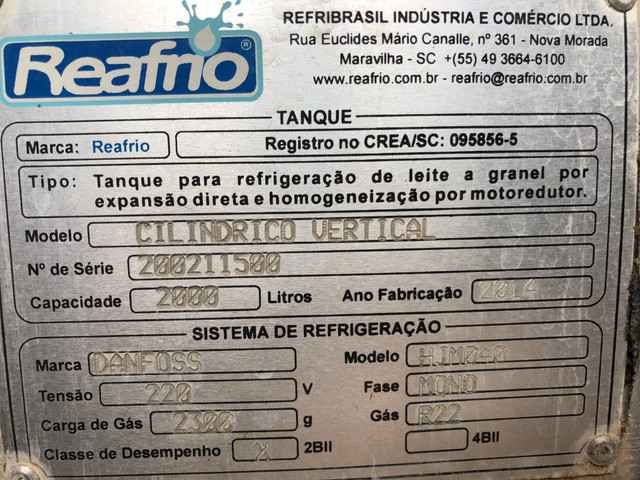 Reafrio®
REFRIBRASIL INDÚSTRIA E COMÉRCIO LTDA.
Rua Euclides Mário Canalle, nº 361 - Nova Morada
Maravilha - SC +(55) 49 3664-6100
www.reafrio.com.br - reafrio@reafrio.com.br
TANQUE
Marca: Reafrio Registro no CREA/SC: 095856-5
Tipo: Tanque para refrigeração de leite a granel por
expansão direta e homogeneização por motoredutor.
Modelo CILINDRICO VERTICAL
Nº de Série 200211500
Capacidade 2000 Litros Ano Fabricação 2014
SISTEMA DE REFRIGERAÇÃO
Marca DANFOSS Modelo HJM040
Tensão 220 V Fase MONO
Carga de Gás 2300 g Gás R22
Classe de Desempenho X 2BII 4BII